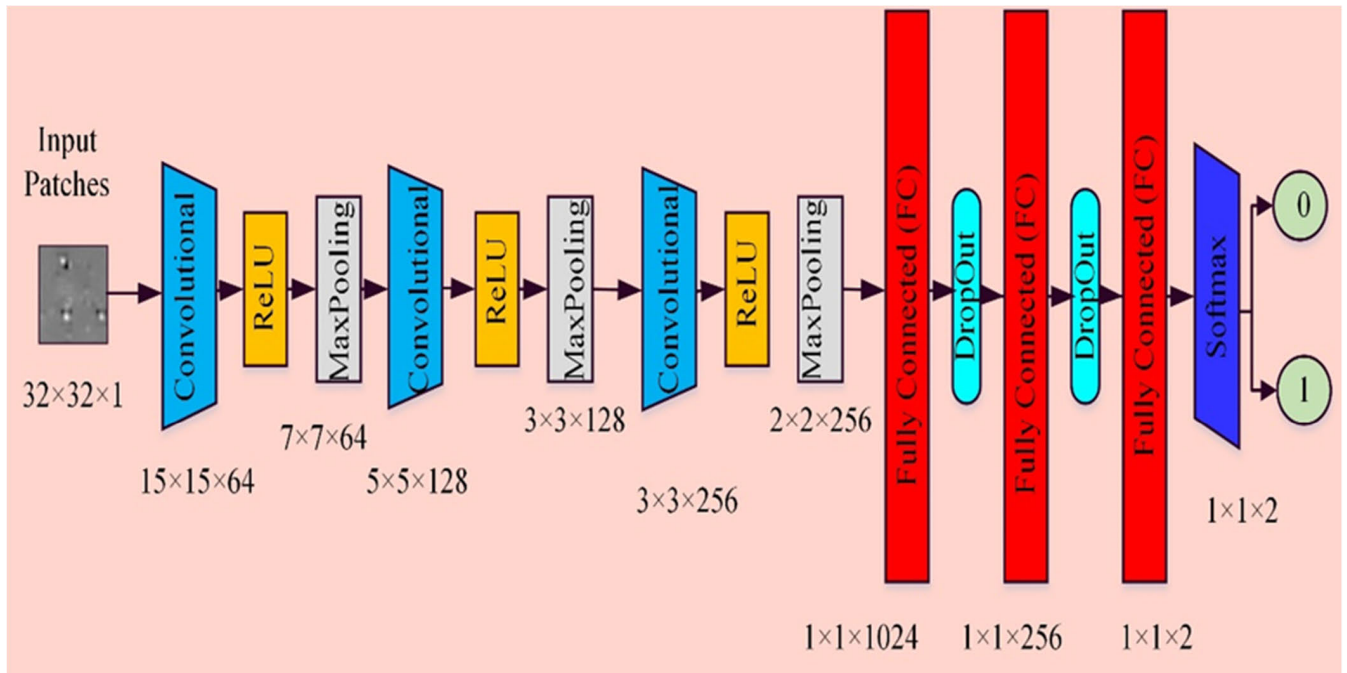 Input
Patches
32×32×1
Convolutional
15×15×64
ReLU
MaxPooling
7×7×64
Convolutional
5×5×128
ReLU
MaxPooling
3×3×128
Convolutional
3×3×256
ReLU
MaxPooling
2×2×256
Fully Connected (FC)
1×1×1024
DropOut
Fully Connected (FC)
1×1×256
DropOut
Fully Connected (FC)
1×1×2
Softmax
1×1×2
0
1